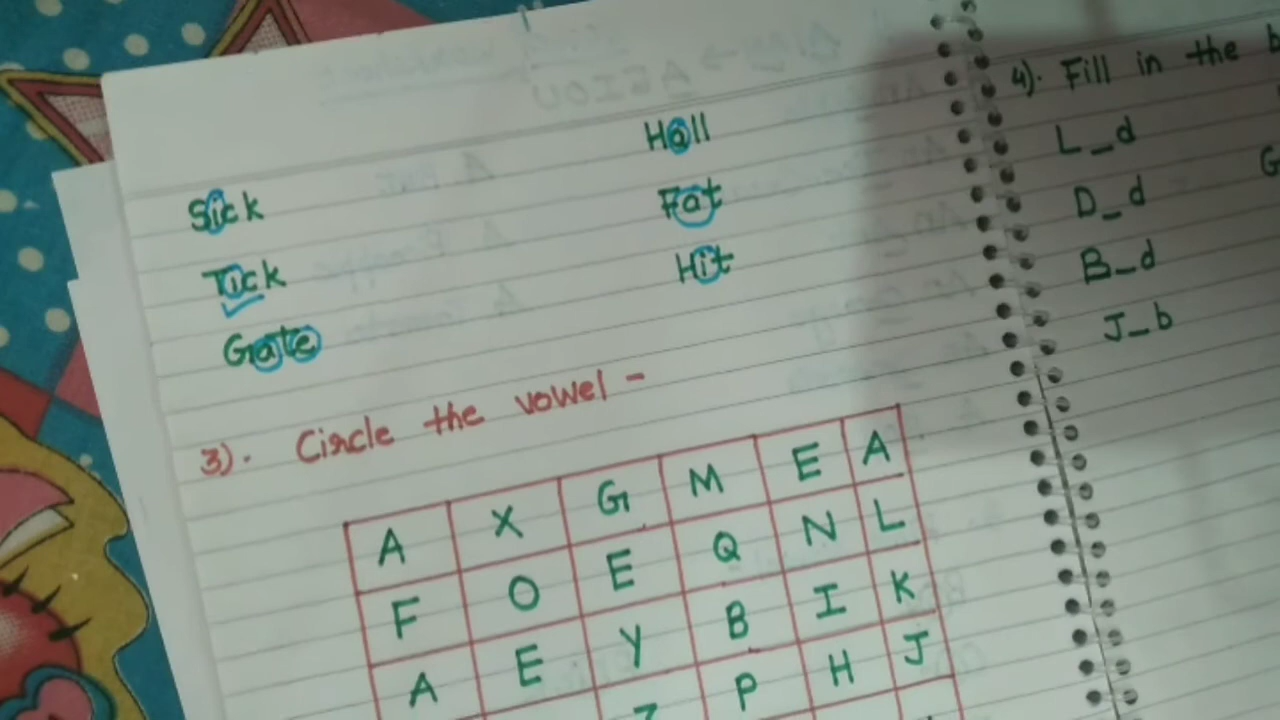 Sick Hall
Tick Fat
Gate Hit
3). Circle the vowel -
A X G M E A
F O E Q N L
A E Y B I K
P H J
4). Fill in the
L_d
D_d
B_d
J_b